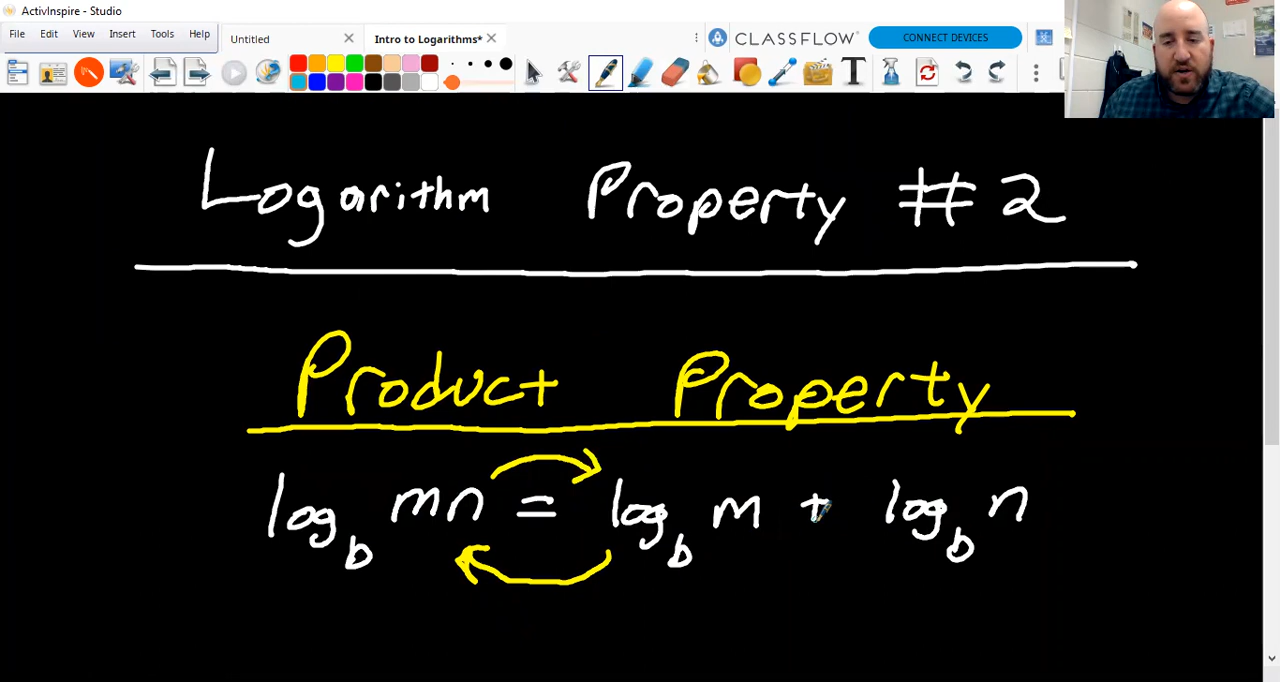 ActivInspire - Studio
File Edit View Insert Tools Help
Untitled
Intro to Logarithms*
CLASSFLOW
CONNECT DEVICES
T
Logarithm Property #2
Product Property
log_b mn = log_b m + log_b n